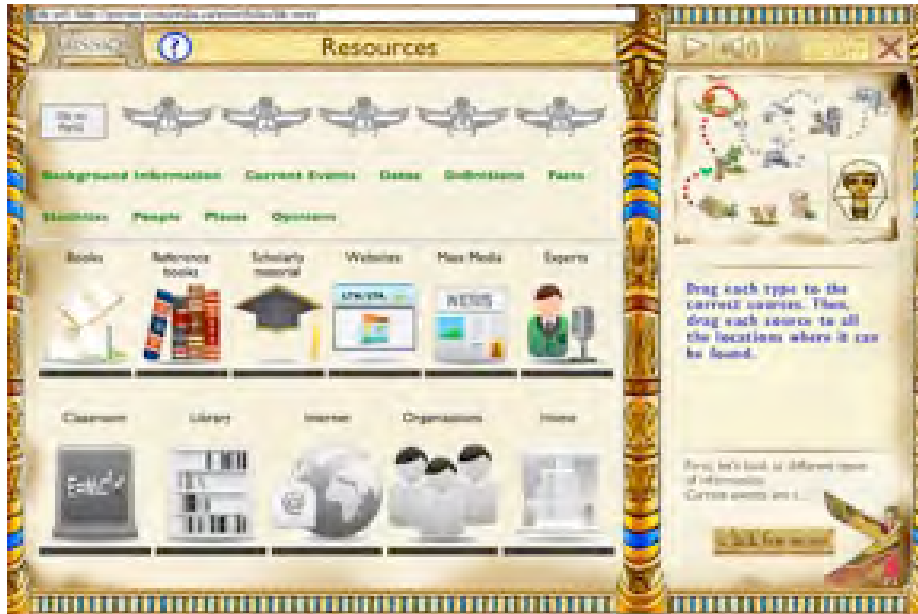 Resources
Background Information Current Events Dates Definitions Facts
Statistics People Places Opinions
Books Reference Scholarly Websites Mass Media Experts
books material
NEWS
Classroom Library Internet Organizations Home
Drag each type to the
correct sources. Then,
drag each source to all
the locations where it can
be found.
First, let's look at different types
of information.
Current events are
Click for more